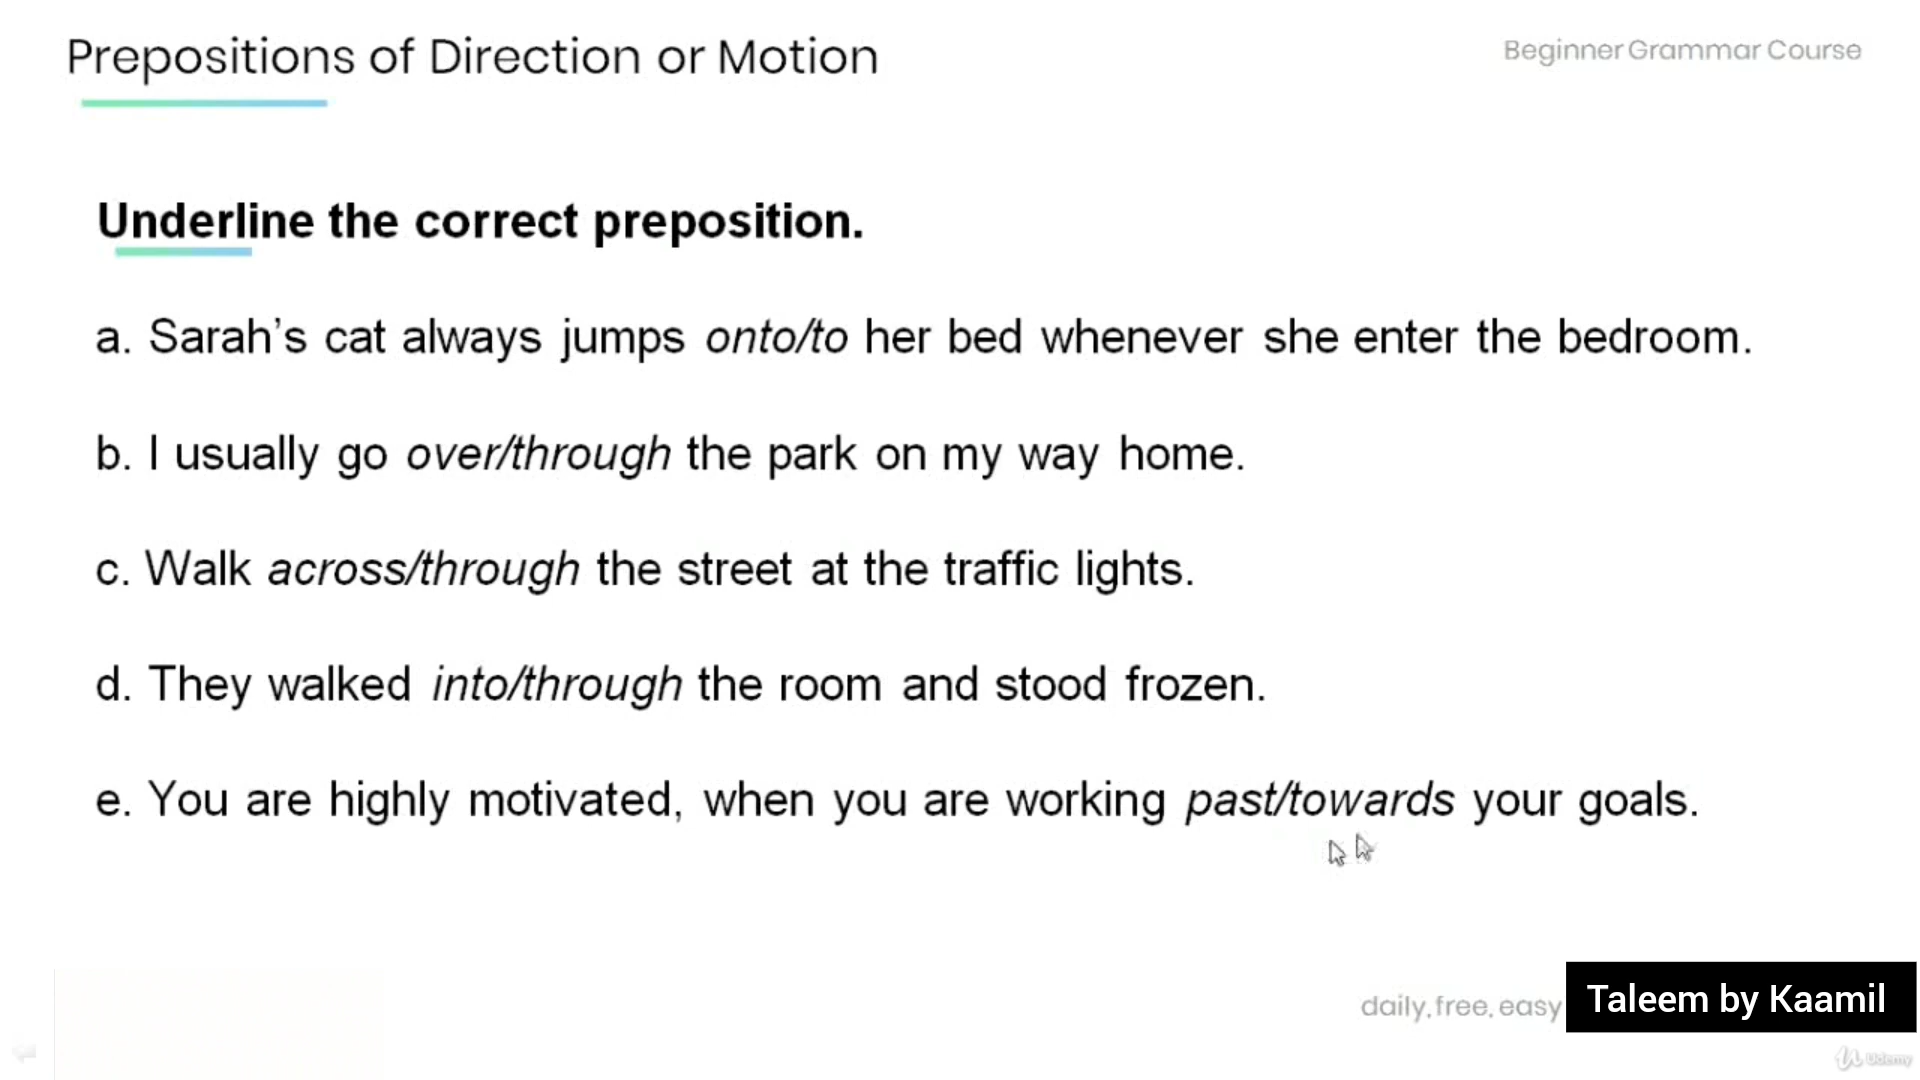 Prepositions of Direction or Motion
Beginner Grammar Course
Underline the correct preposition.
a. Sarah’s cat always jumps onto/to her bed whenever she enter the bedroom.
b. I usually go over/through the park on my way home.
c. Walk across/through the street at the traffic lights.
d. They walked into/through the room and stood frozen.
e. You are highly motivated, when you are working past/towards your goals.
daily, free, easy
Taleem by Kaamil
Udemy